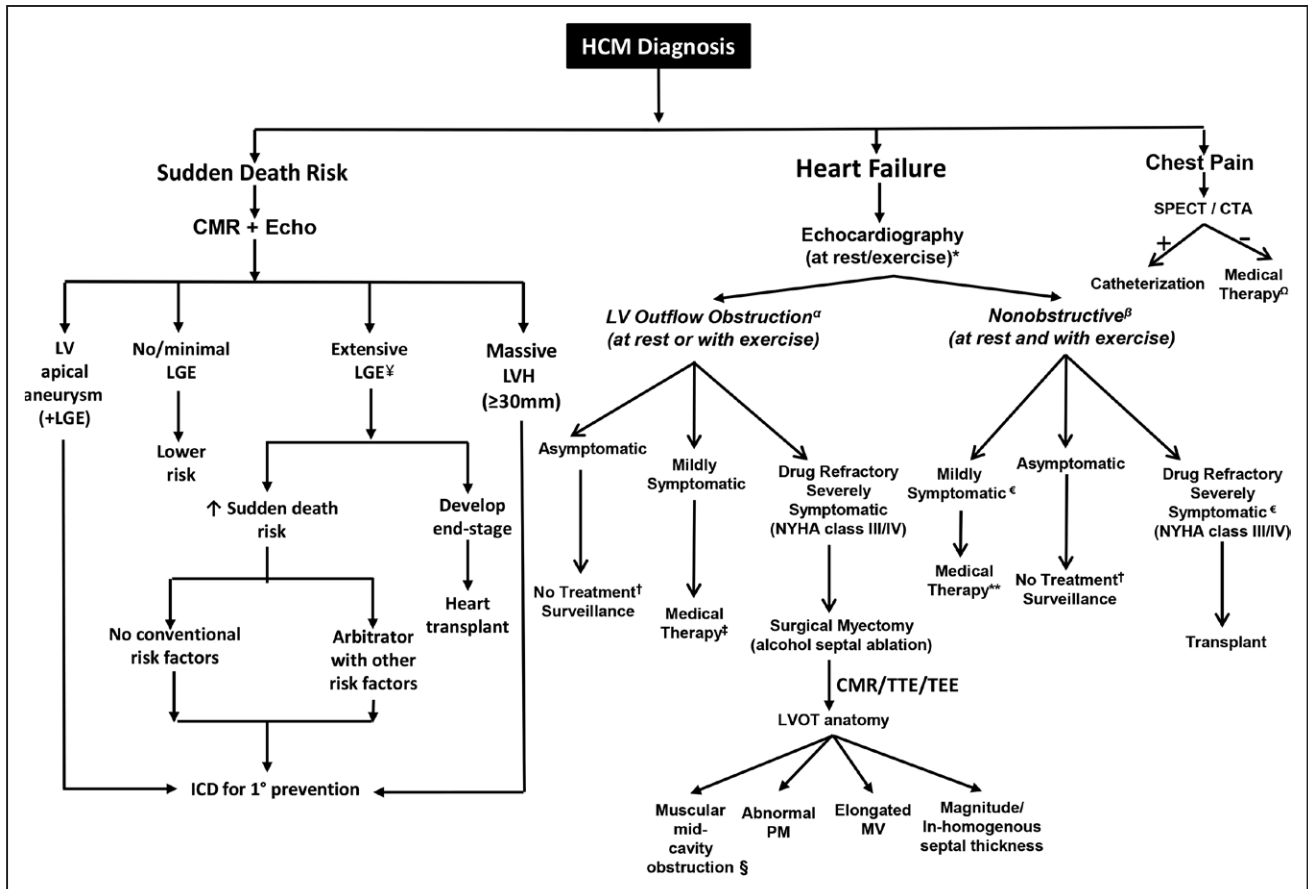 HCM Diagnosis
Sudden Death Risk
CMR + Echo
LV
apical
aneurysm
(+LGE)
No/minimal
LGE
Lower
risk
Extensive
LGE¥
↑ Sudden death
risk
No conventional
risk factors
Arbitrator
with other
risk factors
Develop
end-stage
Heart
transplant
Massive
LVH
(≥30mm)
ICD for 1° prevention
Heart Failure
Echocardiography
(at rest/exercise)*
LV Outflow Obstructionᵅ
(at rest or with exercise)
Asymptomatic
No Treatment†
Surveillance
Mildly
Symptomatic
Medical
Therapy‡
Drug Refractory
Severely
Symptomatic
(NYHA class III/IV)
Surgical Myectomy
(alcohol septal ablation)
CMR/TTE/TEE
LVOT anatomy
Muscular
mid-
cavity
obstruction §
Abnormal
PM
Elongated
MV
Magnitude/
In-homogenous
septal thickness
Nonobstructiveᵝ
(at rest and with exercise)
Mildly
Symptomatic €
Medical
Therapy**
Asymptomatic
No Treatment†
Surveillance
Drug Refractory
Severely
Symptomatic €
(NYHA class III/IV)
Transplant
Chest Pain
SPECT / CTA
+
Catheterization
–
Medical
TherapyΩ